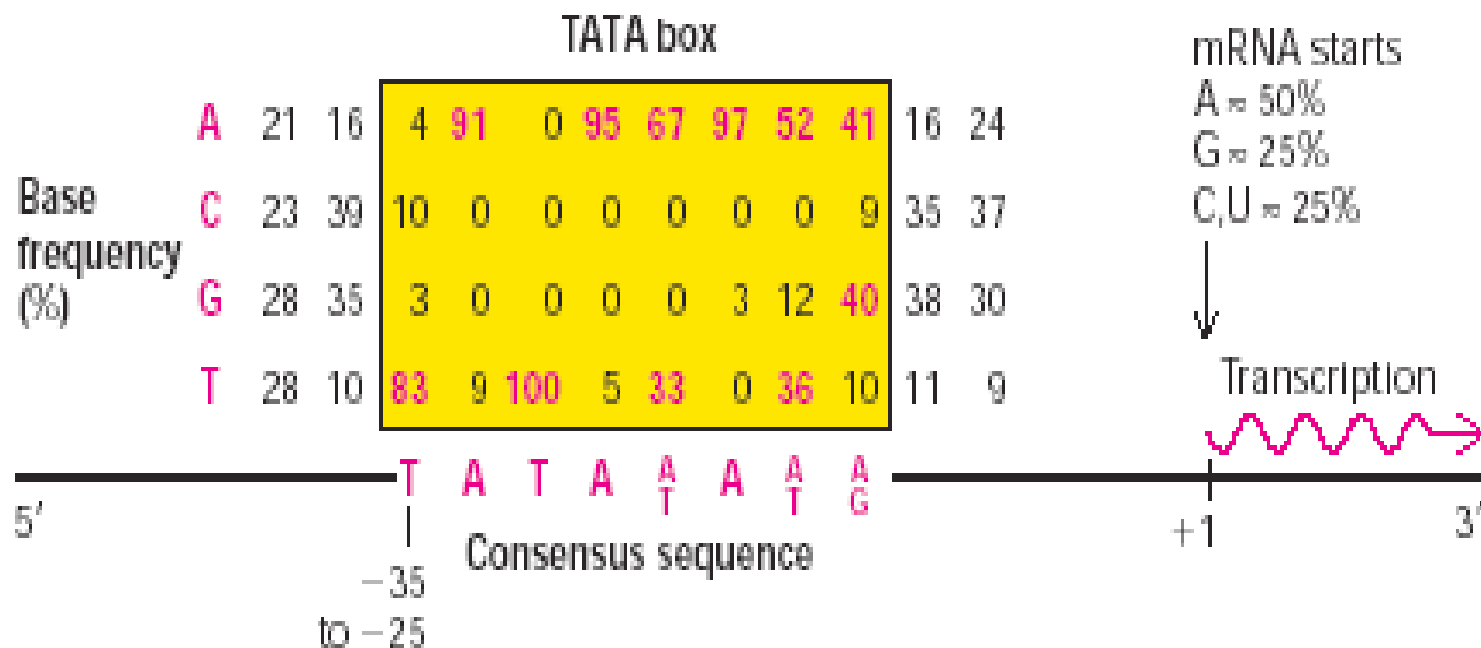 TATA box
mRNA starts
A ≈ 50%
G ≈ 25%
C,U ≈ 25%
Base
frequency
(%)
A 21 16 4 91 0 95 67 97 52 41 16 24
C 23 39 10 0 0 0 0 0 0 9 35 37
G 28 35 3 0 0 0 0 3 12 40 38 30
T 28 10 83 9 100 5 33 0 36 10 11 9
Transcription
T A T A A/T A A/T A/G
5′
Consensus sequence
+1
3′
−35
to −25